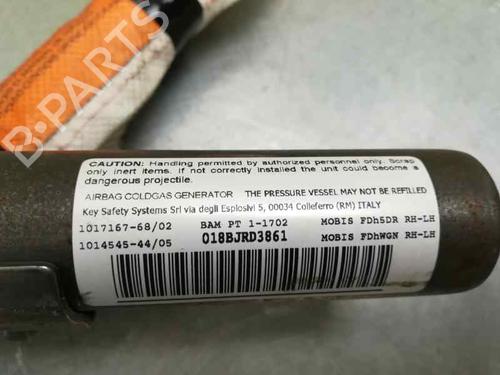 B-PARTS
CAUTION: Handling permitted by authorized personnel only. Scrap
only inert items. If not correctly installed the unit could become a
dangerous projectile.
AIRBAG COLDGAS GENERATOR THE PRESSURE VESSEL MAY NOT BE REFILLED
Key Safety Systems Srl via degli Esplosivi 5, 00034 Colleferro (RM) ITALY
1017167-68/02 BAM PT 1-1702 MOBIS FDh5DR RH-LH
1014545-44/05 018BJRD3861 MOBIS FDhWGN RH-LH